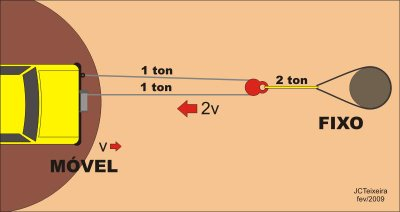 1 ton
1 ton
2 ton
2v
FIXO
v
MÓVEL
JCTeixeira
fev/2009